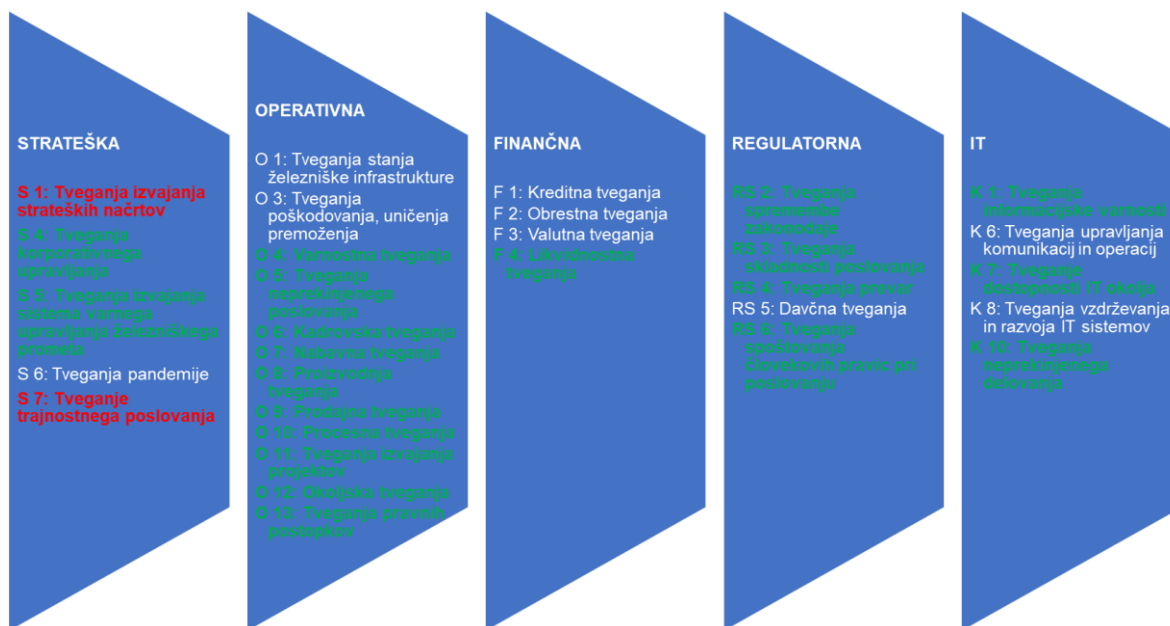 STRATEŠKA
S 1: Tveganja izvajanja
strateških načrtov
S 4: Tveganja
korporativnega
upravljanja
S 5: Tveganja izvajanja
sistema varnega
upravljanja železniškega
prometa
S 6: Tveganja pandemije
S 7: Tveganje
trajnostnega poslovanja
OPERATIVNA
O 1: Tveganja stanja
železniške infrastrukture
O 3: Tveganja
poškodovanja, uničenja
premoženja
O 4: Varnostna tveganja
O 5: Tveganja
neprekinjenega
poslovanja
O 6: Kadrovska tveganja
O 7: Nabavna tveganja
O 8: Proizvodnja
tveganja
O 9: Prodajna tveganja
O 10: Procesna tveganja
O 11: Tveganja izvajanja
projektov
O 12: Okoljska tveganja
O 13: Tveganja pravnih
postopkov
FINANČNA
F 1: Kreditna tveganja
F 2: Obrestna tveganja
F 3: Valutna tveganja
F 4: Likvidnostna
tveganja
REGULATORNA
RS 2: Tveganja
spremembe
zakonodaje
RS 3: Tveganja
skladnosti poslovanja
RS 4: Tveganja prevar
RS 5: Davčna tveganja
RS 6: Tveganja
spoštovanja
človekovih pravic pri
poslovanju
IT
K 1: Tveganja
informacijske varnosti
K 6: Tveganja upravljanja
komunikacij in operacij
K 7: Tveganje
dostopnosti IT okolja
K 8: Tveganja vzdrževanja
in razvoja IT sistemov
K 10: Tveganja
neprekinjenega
delovanja